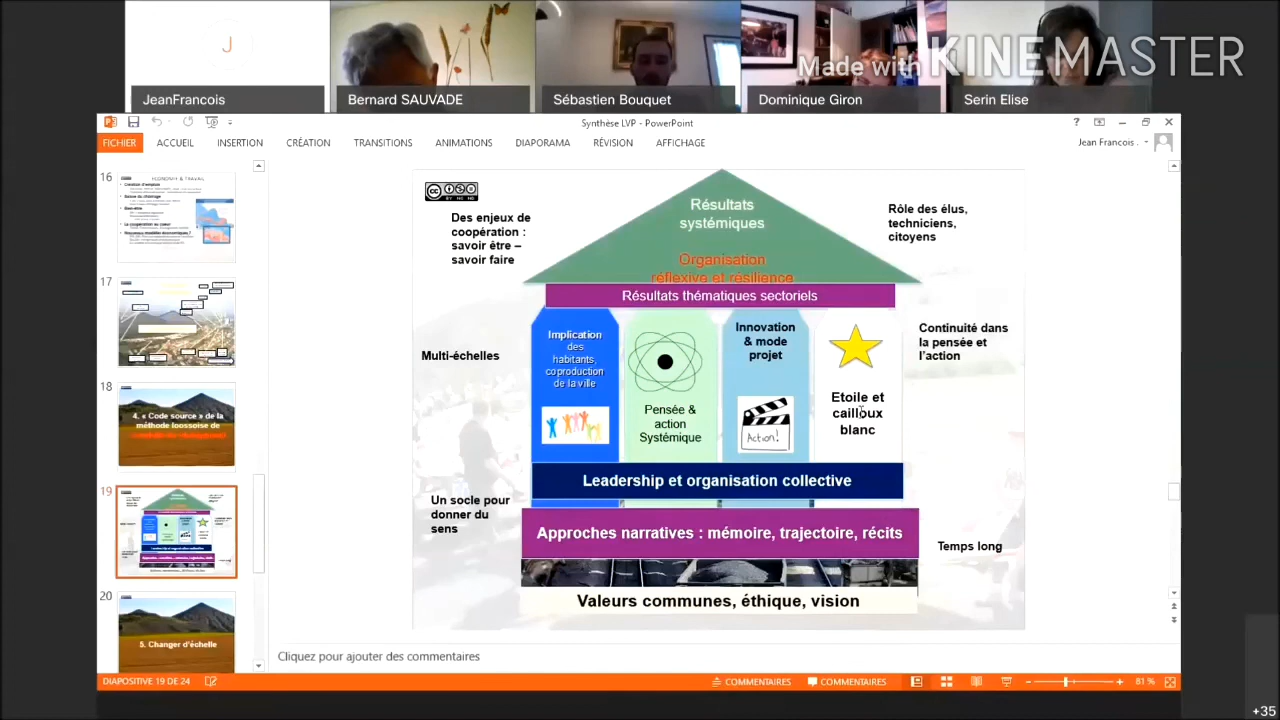 Made with KINEMASTER
J
JeanFrancois
Bernard SAUVADE
Sébastien Bouquet
Dominique Giron
Serin Elise
Synthèse LVP - PowerPoint
?
FICHIER
ACCUEIL
INSERTION
CRÉATION
TRANSITIONS
ANIMATIONS
DIAPORAMA
RÉVISION
AFFICHAGE
Jean Francois .
16
ECONOMIE & TRAVAIL
17
18
4. « Code source » de la
méthode loossoise de
19
20
5. Changer d'échelle
CC
BY NC ND
Des enjeux de
coopération :
savoir être –
savoir faire
Résultats
systémiques
Organisation
réflexive et résilience
Rôle des élus,
techniciens,
citoyens
Résultats thématiques sectoriels
Multi-échelles
Implication
des
habitants,
coproduction
de la ville
Pensée &
action
Systémique
Innovation
& mode
projet
Action!
Etoile et
cailloux
blanc
Continuité dans
la pensée et
l'action
Leadership et organisation collective
Un socle pour
donner du
sens
Approches narratives : mémoire, trajectoire, récits
Temps long
Valeurs communes, éthique, vision
Cliquez pour ajouter des commentaires
DIAPOSITIVE 19 DE 24
COMMENTAIRES
COMMENTAIRES
81 %
+35